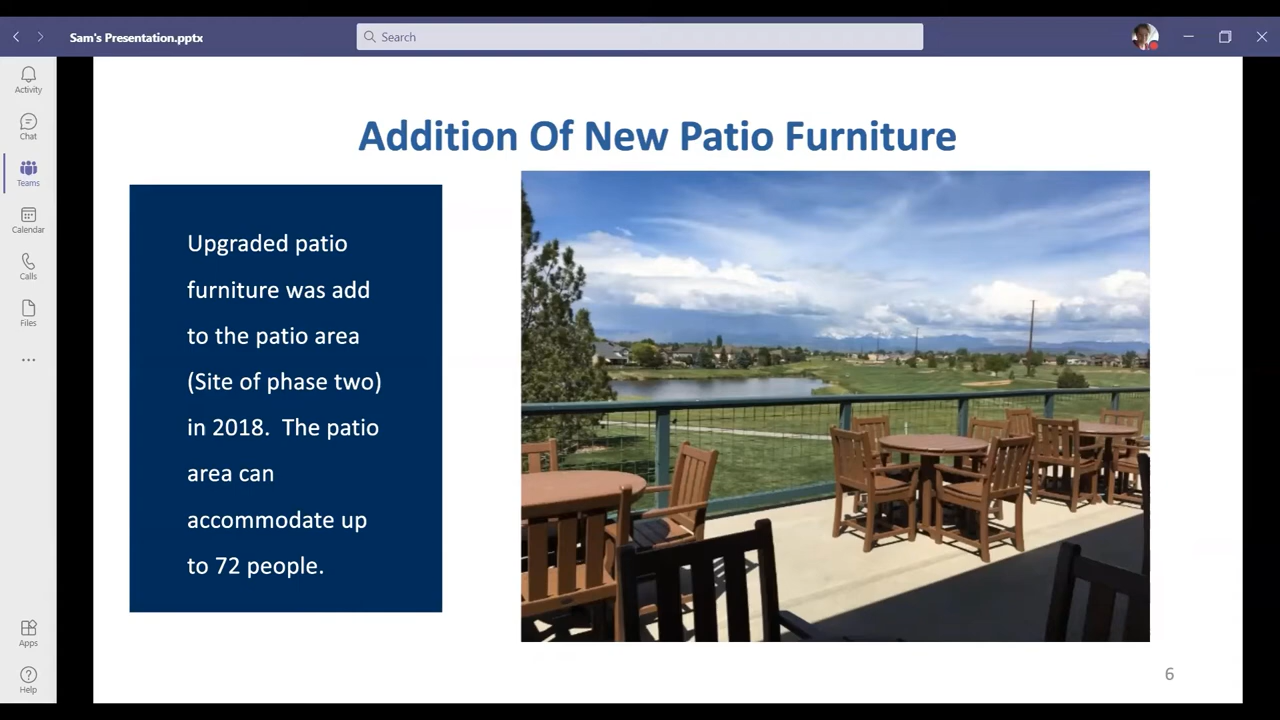 Sam's Presentation.pptx
Search
Activity
Chat
Teams
Calendar
Calls
Files
Apps
Help
Addition Of New Patio Furniture
Upgraded patio
furniture was add
to the patio area
(Site of phase two)
in 2018.  The patio
area can
accommodate up
to 72 people.
6